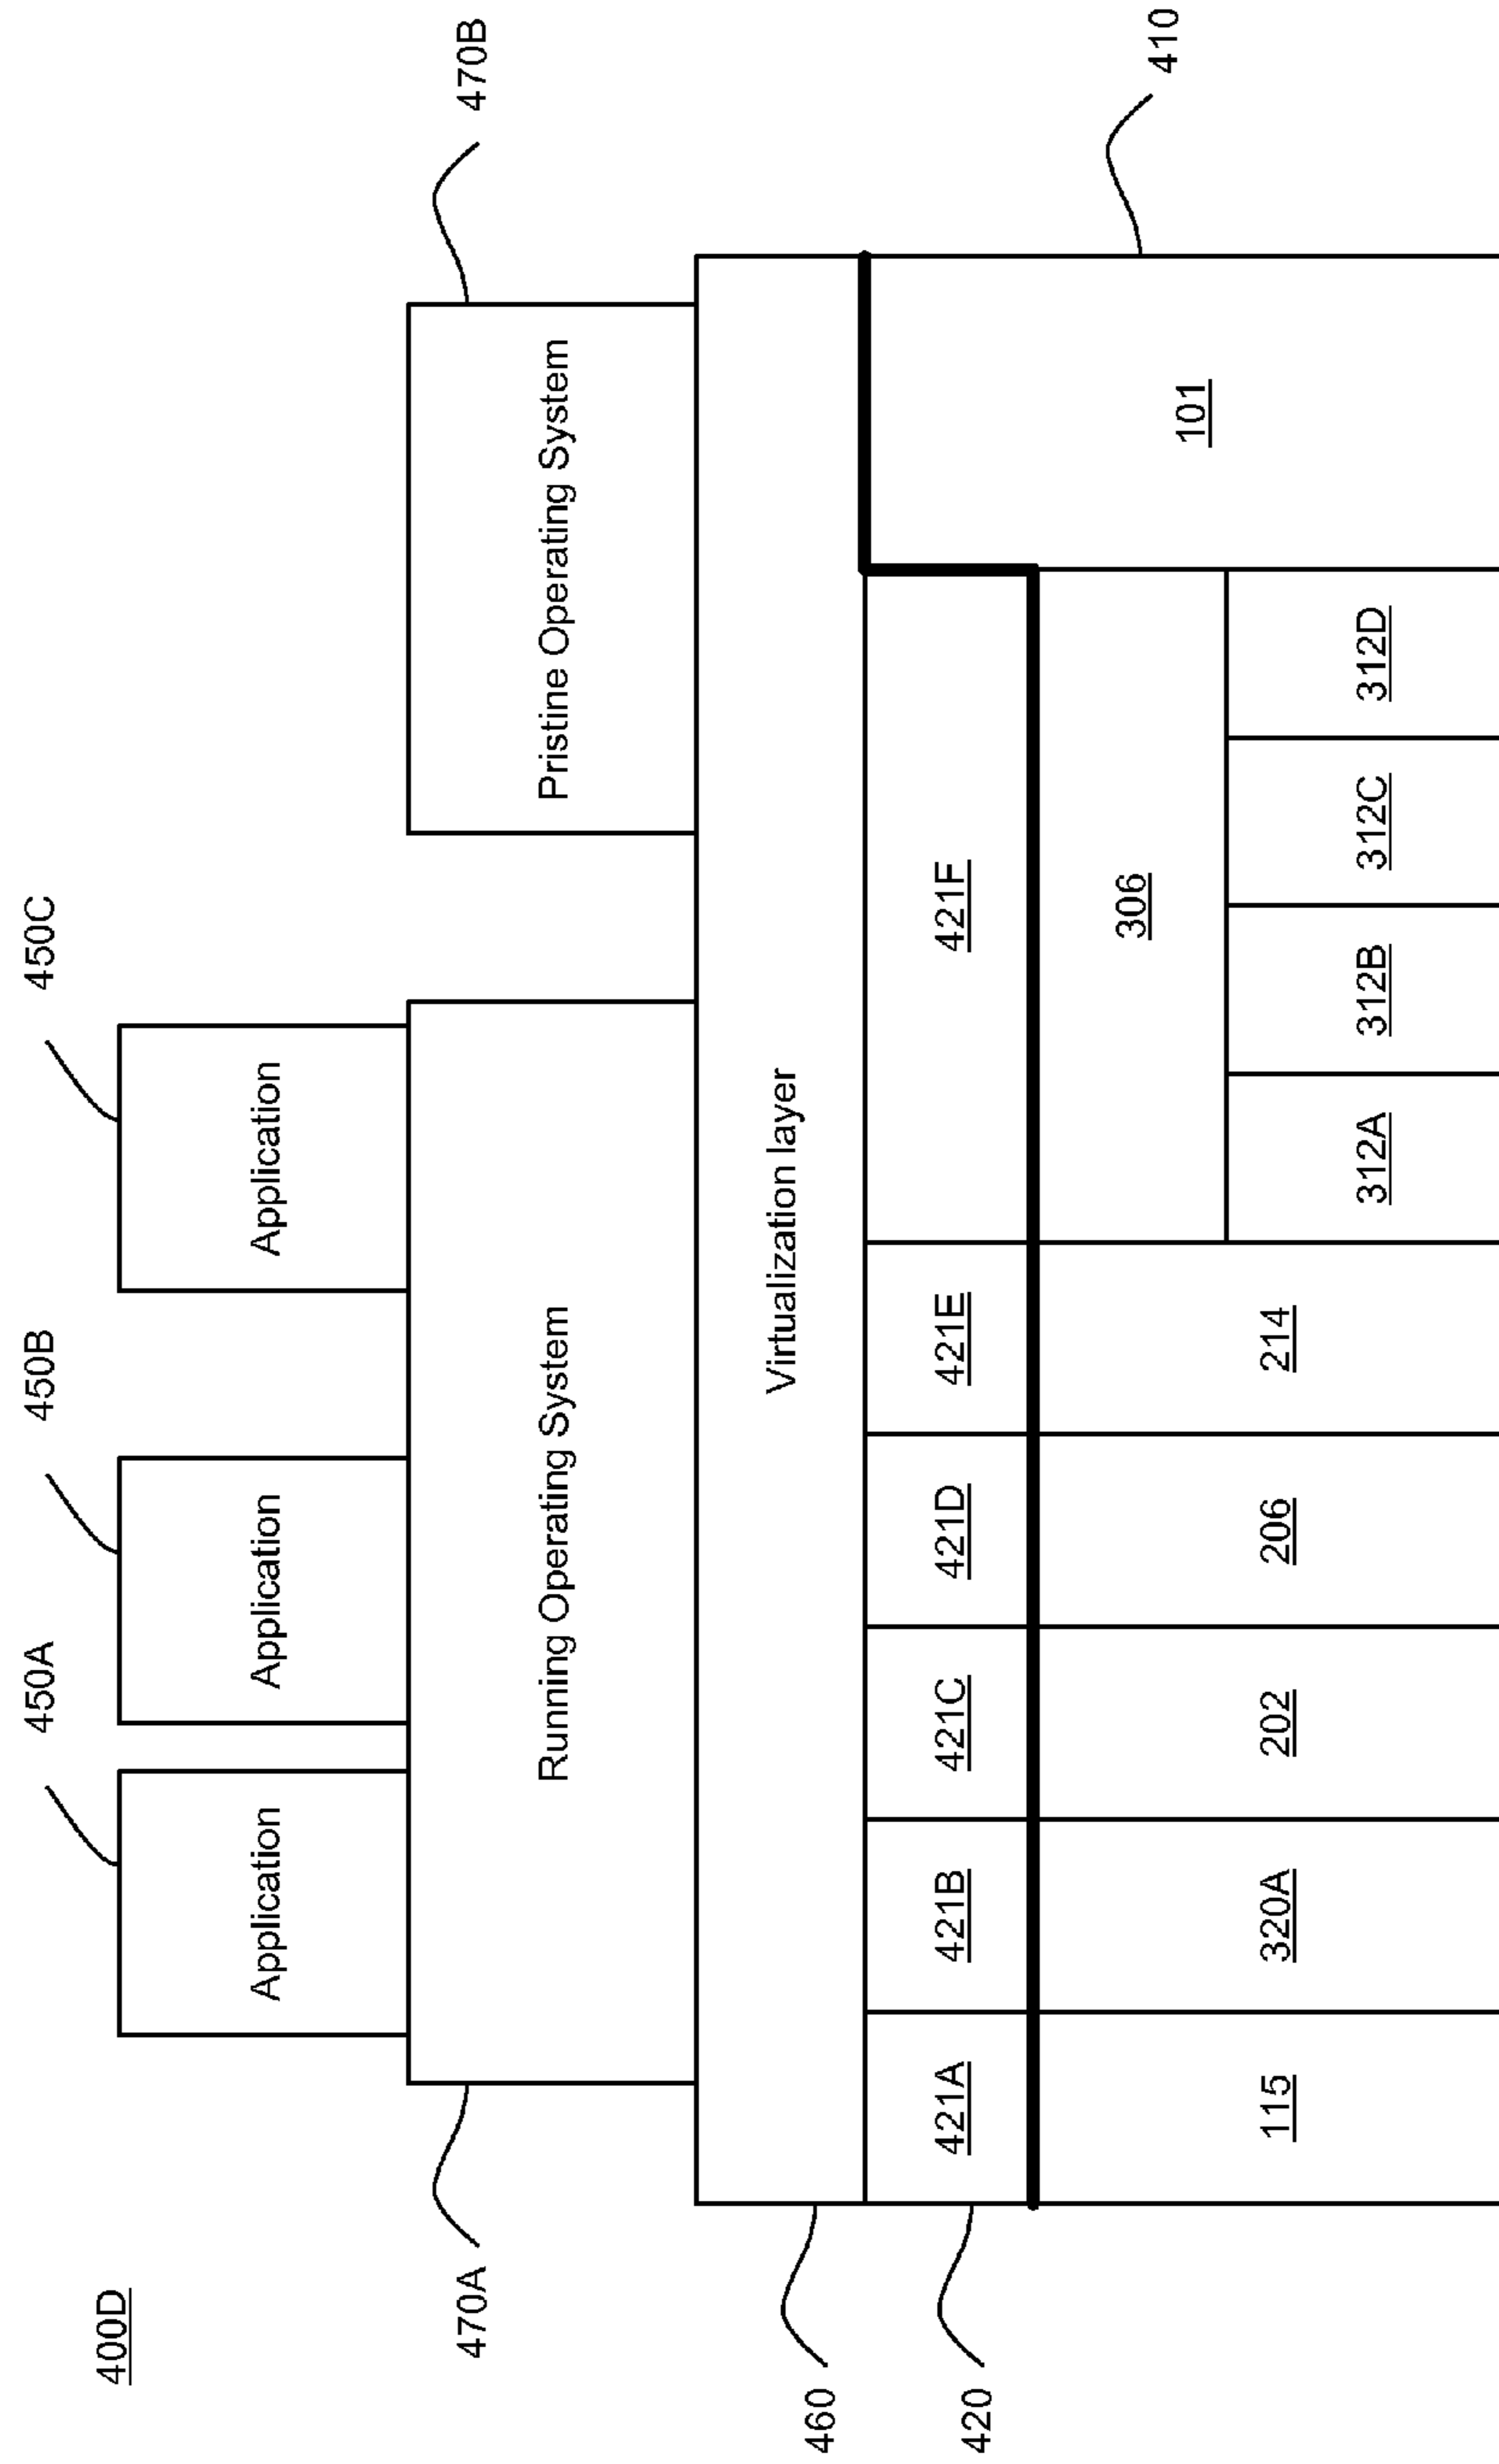 400D
450A
450B
450C
Application
Application
Application
470A
Running Operating System
Pristine Operating System
470B
460
Virtualization layer
420
421A
421B
421C
421D
421E
421F
115
320A
202
206
214
306
312A
312B
312C
312D
101
410